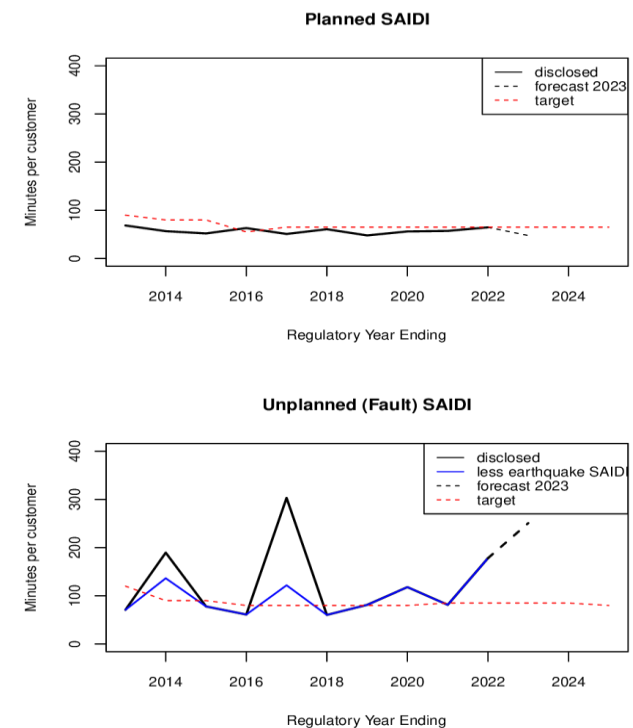 Planned SAIDI
Minutes per customer
400
300
200
100
0
disclosed
forecast 2023
target
2014 2016 2018 2020 2022 2024
Regulatory Year Ending
Unplanned (Fault) SAIDI
Minutes per customer
400
300
200
100
0
disclosed
less earthquake SAIDI
forecast 2023
target
2014 2016 2018 2020 2022 2024
Regulatory Year Ending